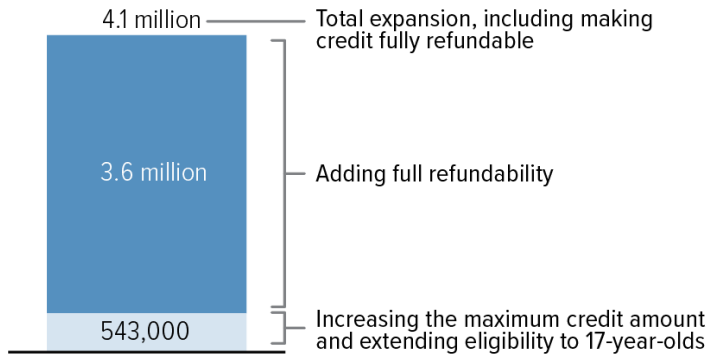 4.1 million
Total expansion, including making
credit fully refundable
3.6 million
Adding full refundability
543,000
Increasing the maximum credit amount
and extending eligibility to 17-year-olds